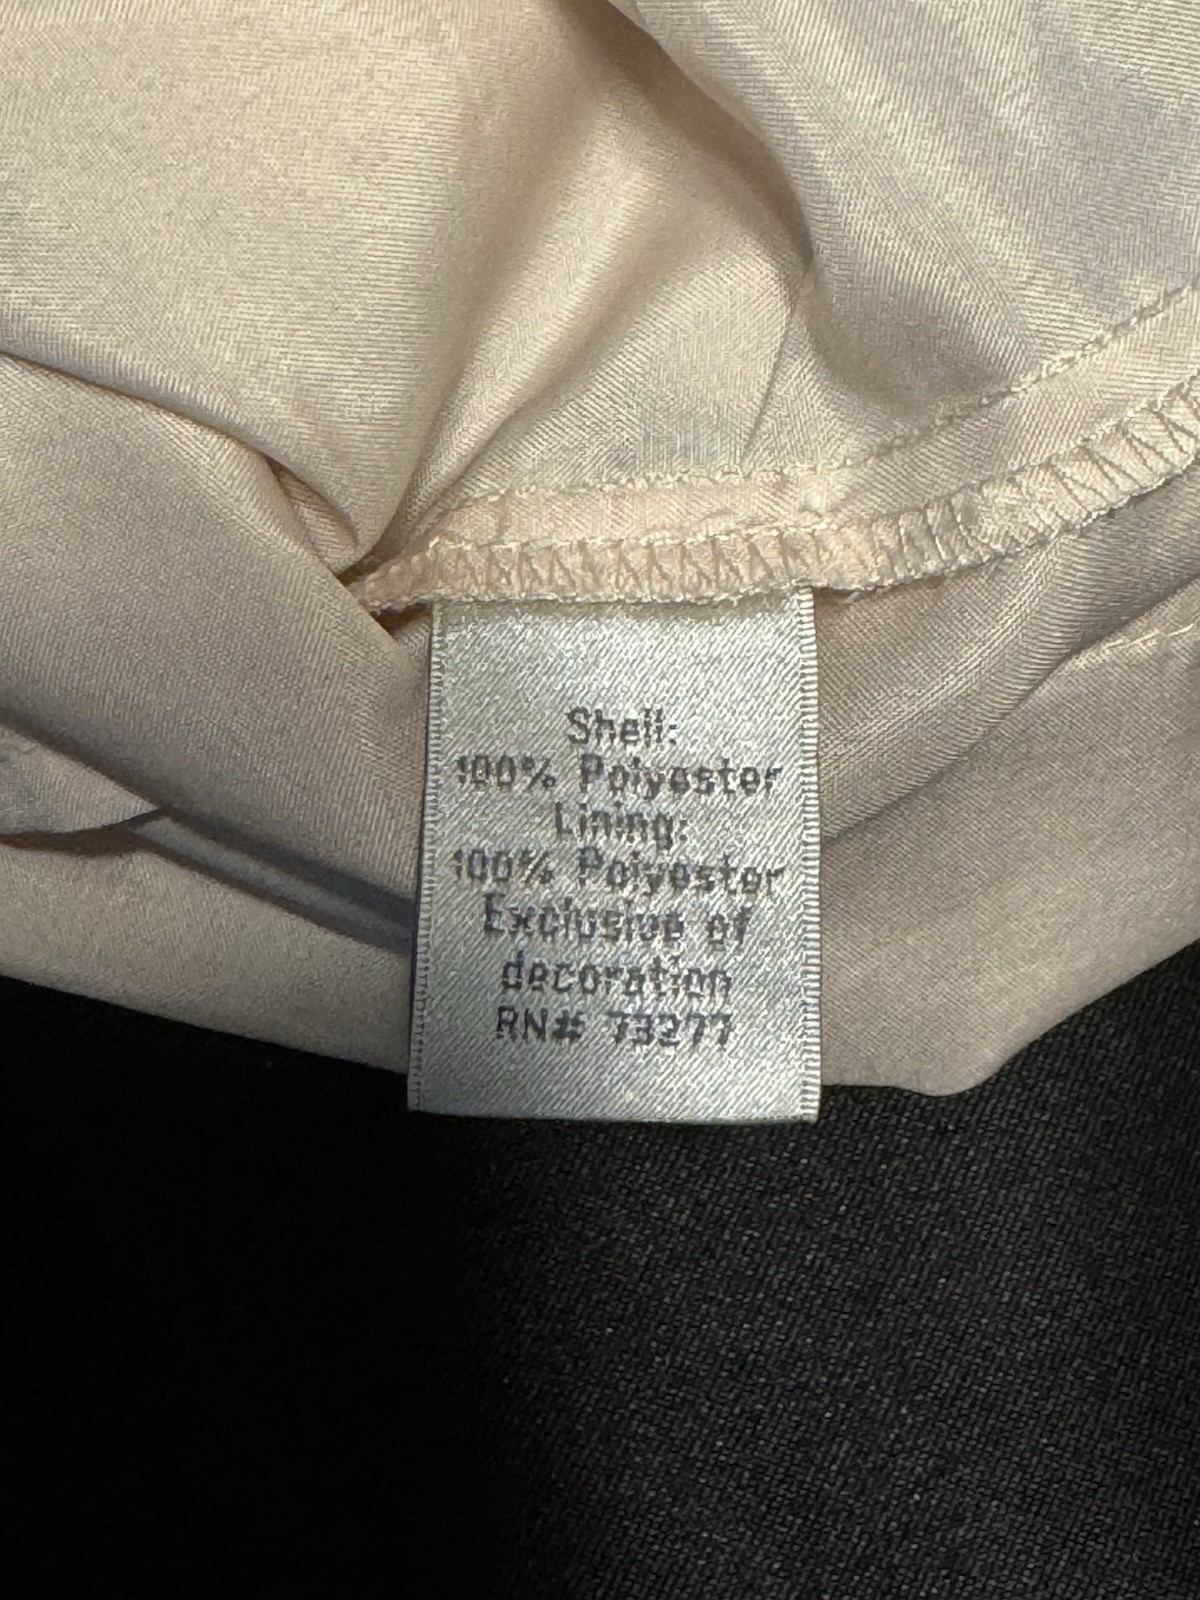 Shell:
100% Polyester
Lining:
100% Polyester
Exclusive of
decoration
RN# 73277